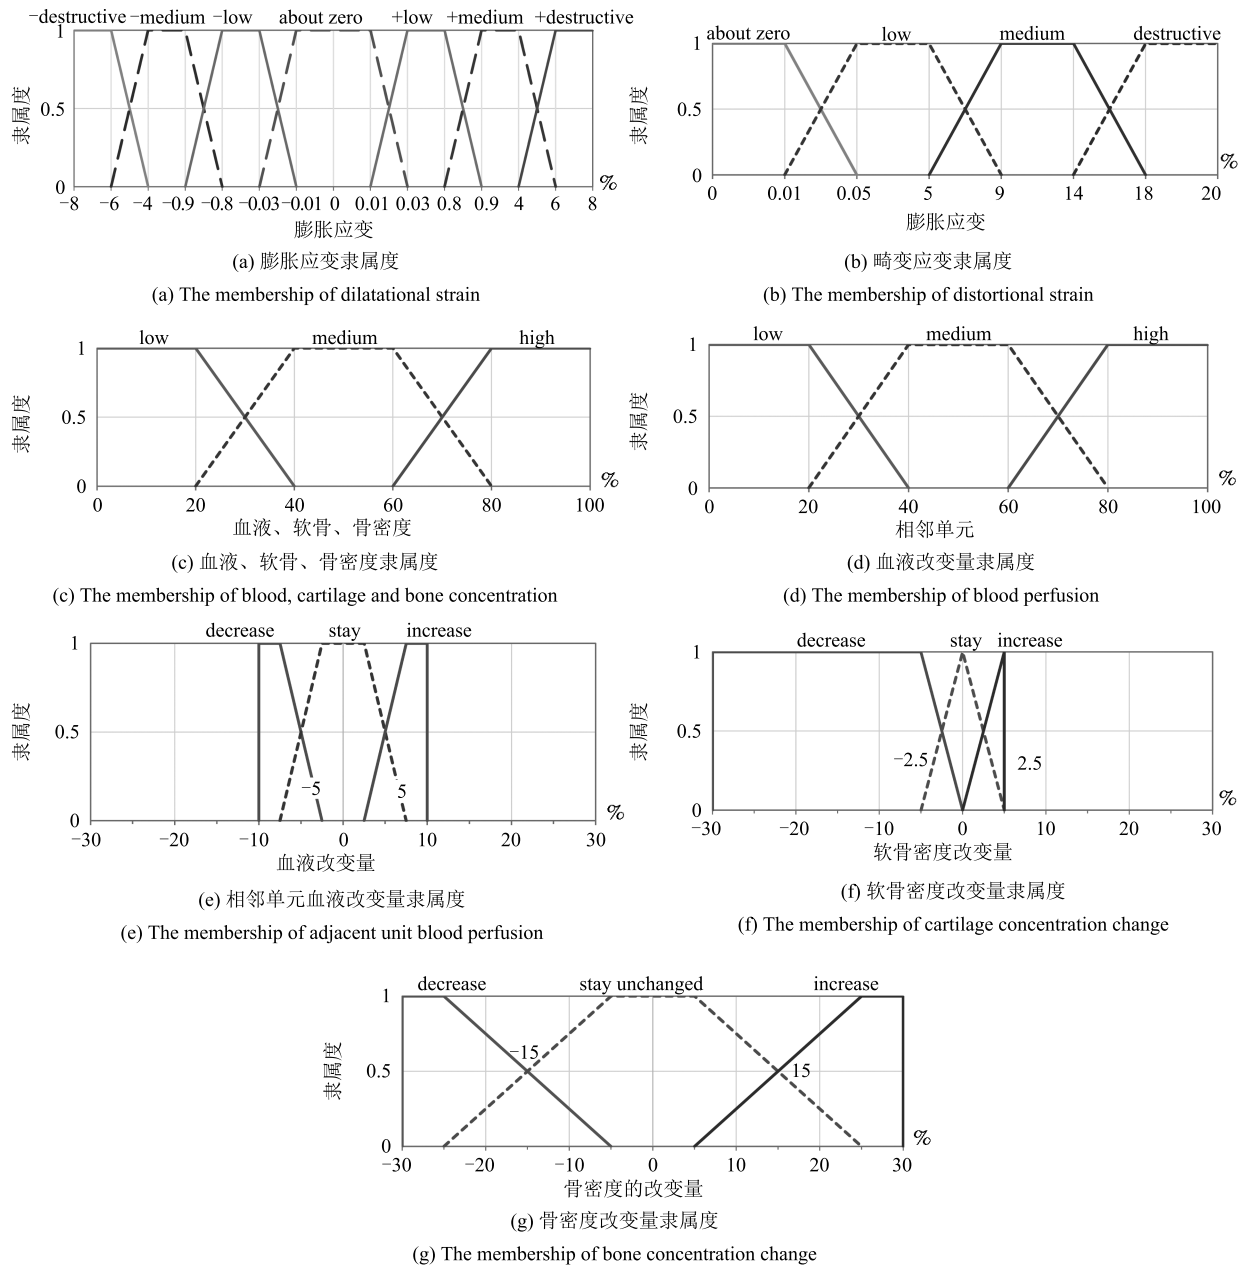 −destructive −medium −low about zero +low +medium +destructive
1
0.5
0
隶属度
%
−8 −6 −4 −0.9 −0.8 −0.03 −0.01 0 0.01 0.03 0.8 0.9 4 6 8
膨胀应变
(a) 膨胀应变隶属度
(a) The membership of dilatational strain
about zero low medium destructive
1
0.5
0
隶属度
%
0 0.01 0.05 5 9 14 18 20
膨胀应变
(b) 畸变应变隶属度
(b) The membership of distortional strain
low medium high
1
0.5
0
隶属度
%
0 20 40 60 80 100
血液、软骨、骨密度
(c) 血液、软骨、骨密度隶属度
(c) The membership of blood, cartilage and bone concentration
low medium high
1
0.5
0
隶属度
%
0 20 40 60 80 100
相邻单元
(d) 血液改变量隶属度
(d) The membership of blood perfusion
decrease stay increase
1
0.5
0
隶属度
−5 5
%
−30 −20 −10 0 10 20 30
血液改变量
(e) 相邻单元血液改变量隶属度
(e) The membership of adjacent unit blood perfusion
decrease stay increase
1
0.5
0
隶属度
−2.5 2.5
%
−30 −20 −10 0 10 20 30
软骨密度改变量
(f) 软骨密度改变量隶属度
(f) The membership of cartilage concentration change
decrease stay unchanged increase
1
0.5
0
隶属度
−15 15
%
−30 −20 −10 0 10 20 30
骨密度的改变量
(g) 骨密度改变量隶属度
(g) The membership of bone concentration change